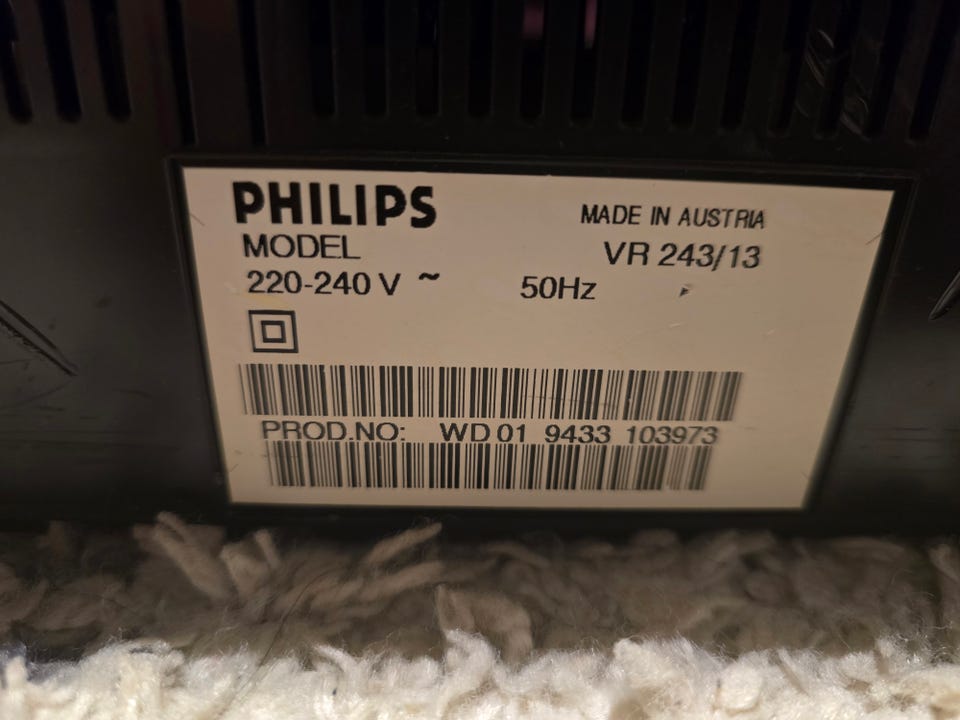 PHILIPS
MADE IN AUSTRIA
MODEL VR 243/13
220-240 V ~ 50Hz
PROD.NO: WD 01 9433 103973